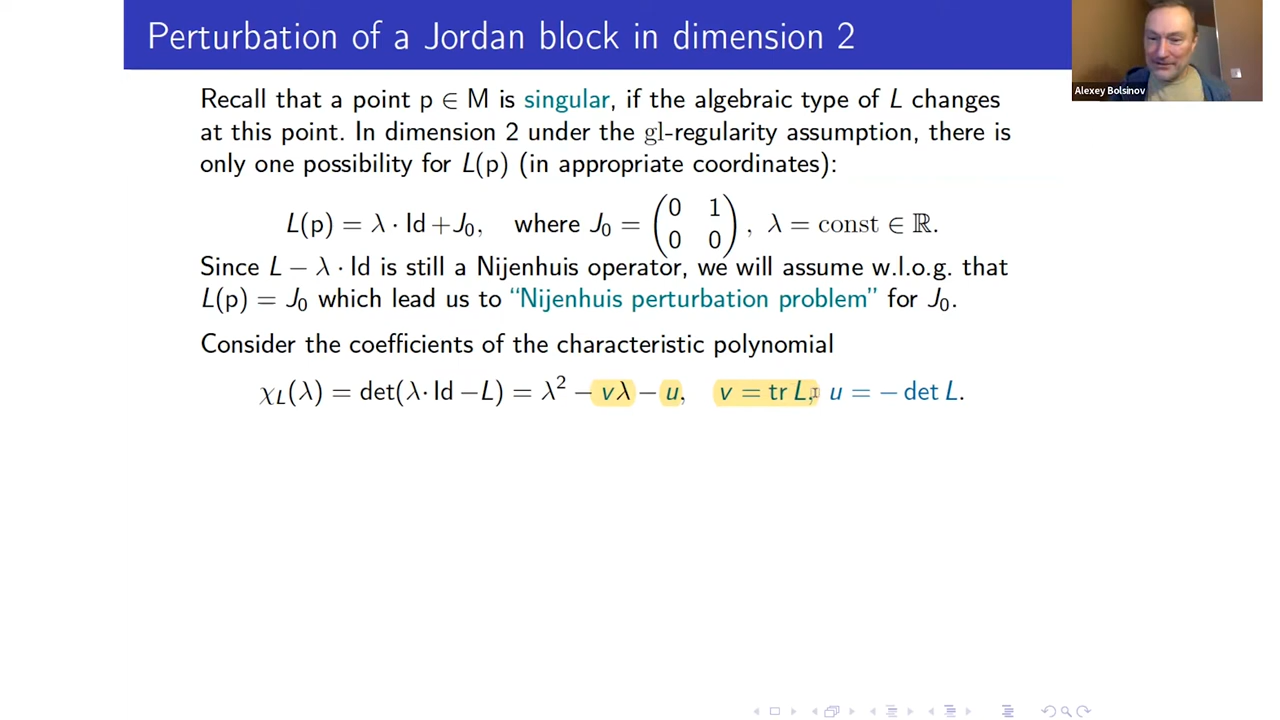 Perturbation of a Jordan block in dimension 2
Alexey Bolsinov
Recall that a point p ∈ M is singular, if the algebraic type of L changes
at this point. In dimension 2 under the gl-regularity assumption, there is
only one possibility for L(p) (in appropriate coordinates):
L(p) = λ · Id +J₀, where J₀ = (0 1
0 0), λ = const ∈ ℝ.
Since L − λ · Id is still a Nijenhuis operator, we will assume w.l.o.g. that
L(p) = J₀ which lead us to “Nijenhuis perturbation problem” for J₀.
Consider the coefficients of the characteristic polynomial
χ_L(λ) = det(λ· Id −L) = λ² − vλ − u, v = tr L, u = − det L.